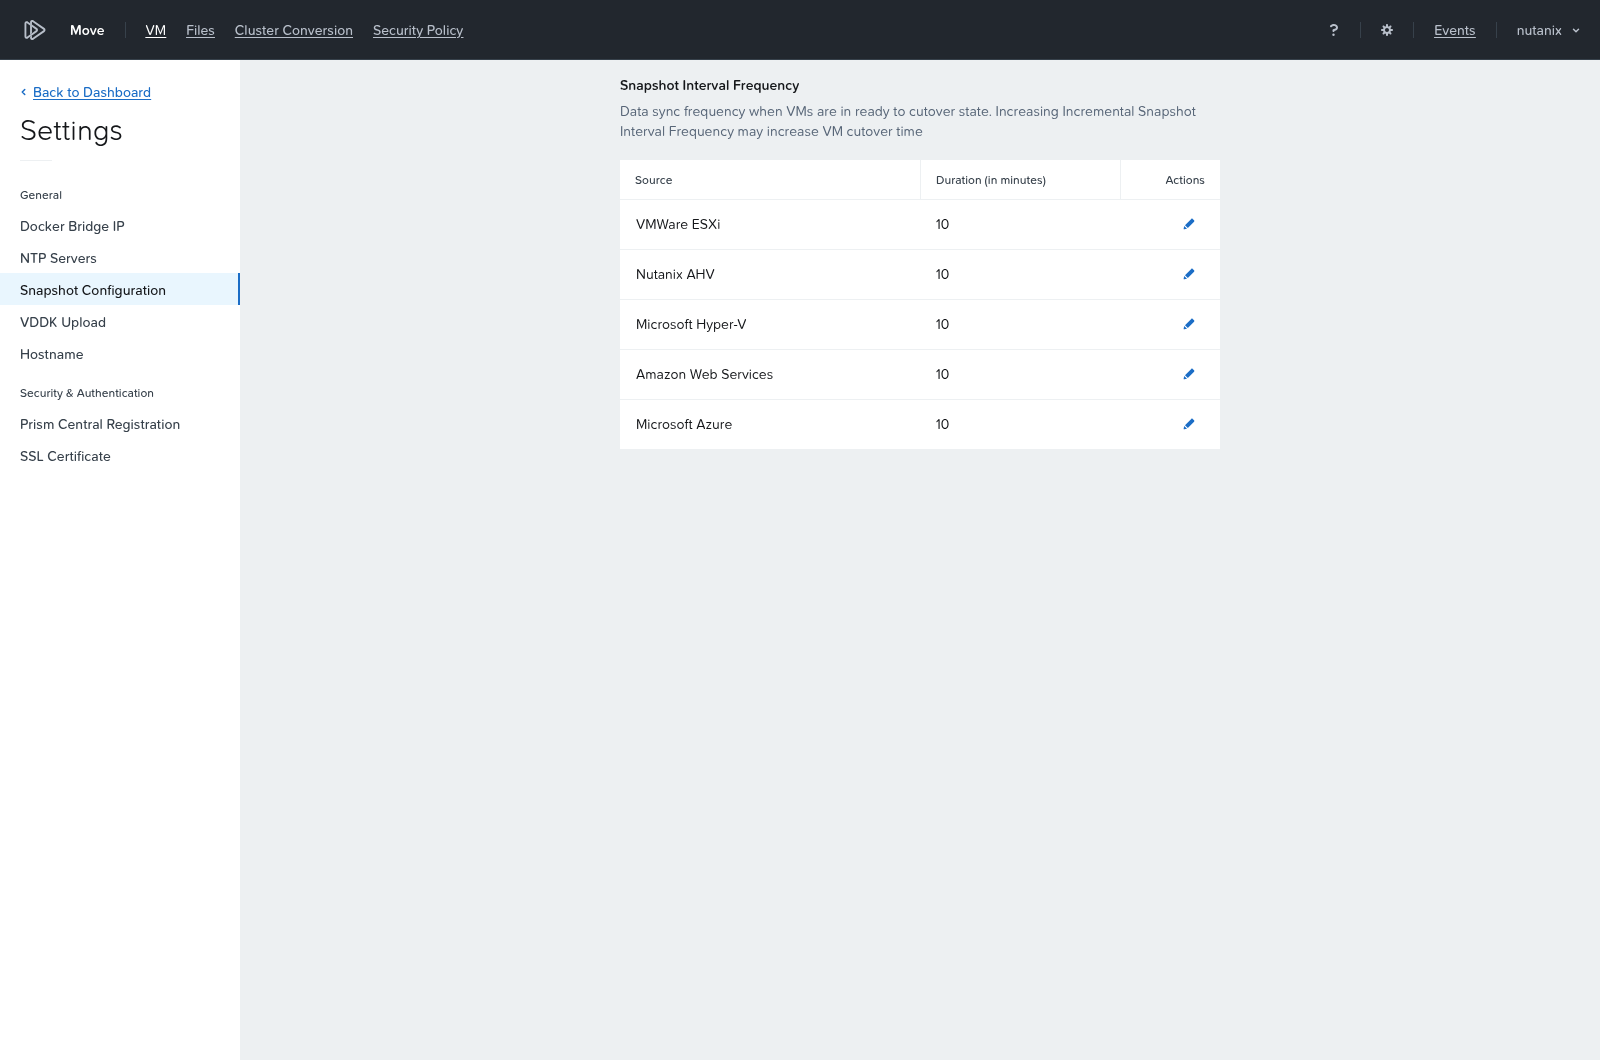 Move
VM
Files
Cluster Conversion
Security Policy
?
Events
nutanix
Back to Dashboard
Settings
General
Docker Bridge IP
NTP Servers
Snapshot Configuration
VDDK Upload
Hostname
Security & Authentication
Prism Central Registration
SSL Certificate
Snapshot Interval Frequency
Data sync frequency when VMs are in ready to cutover state. Increasing Incremental Snapshot
Interval Frequency may increase VM cutover time
Source Duration (in minutes) Actions
VMWare ESXi 10
Nutanix AHV 10
Microsoft Hyper-V 10
Amazon Web Services 10
Microsoft Azure 10